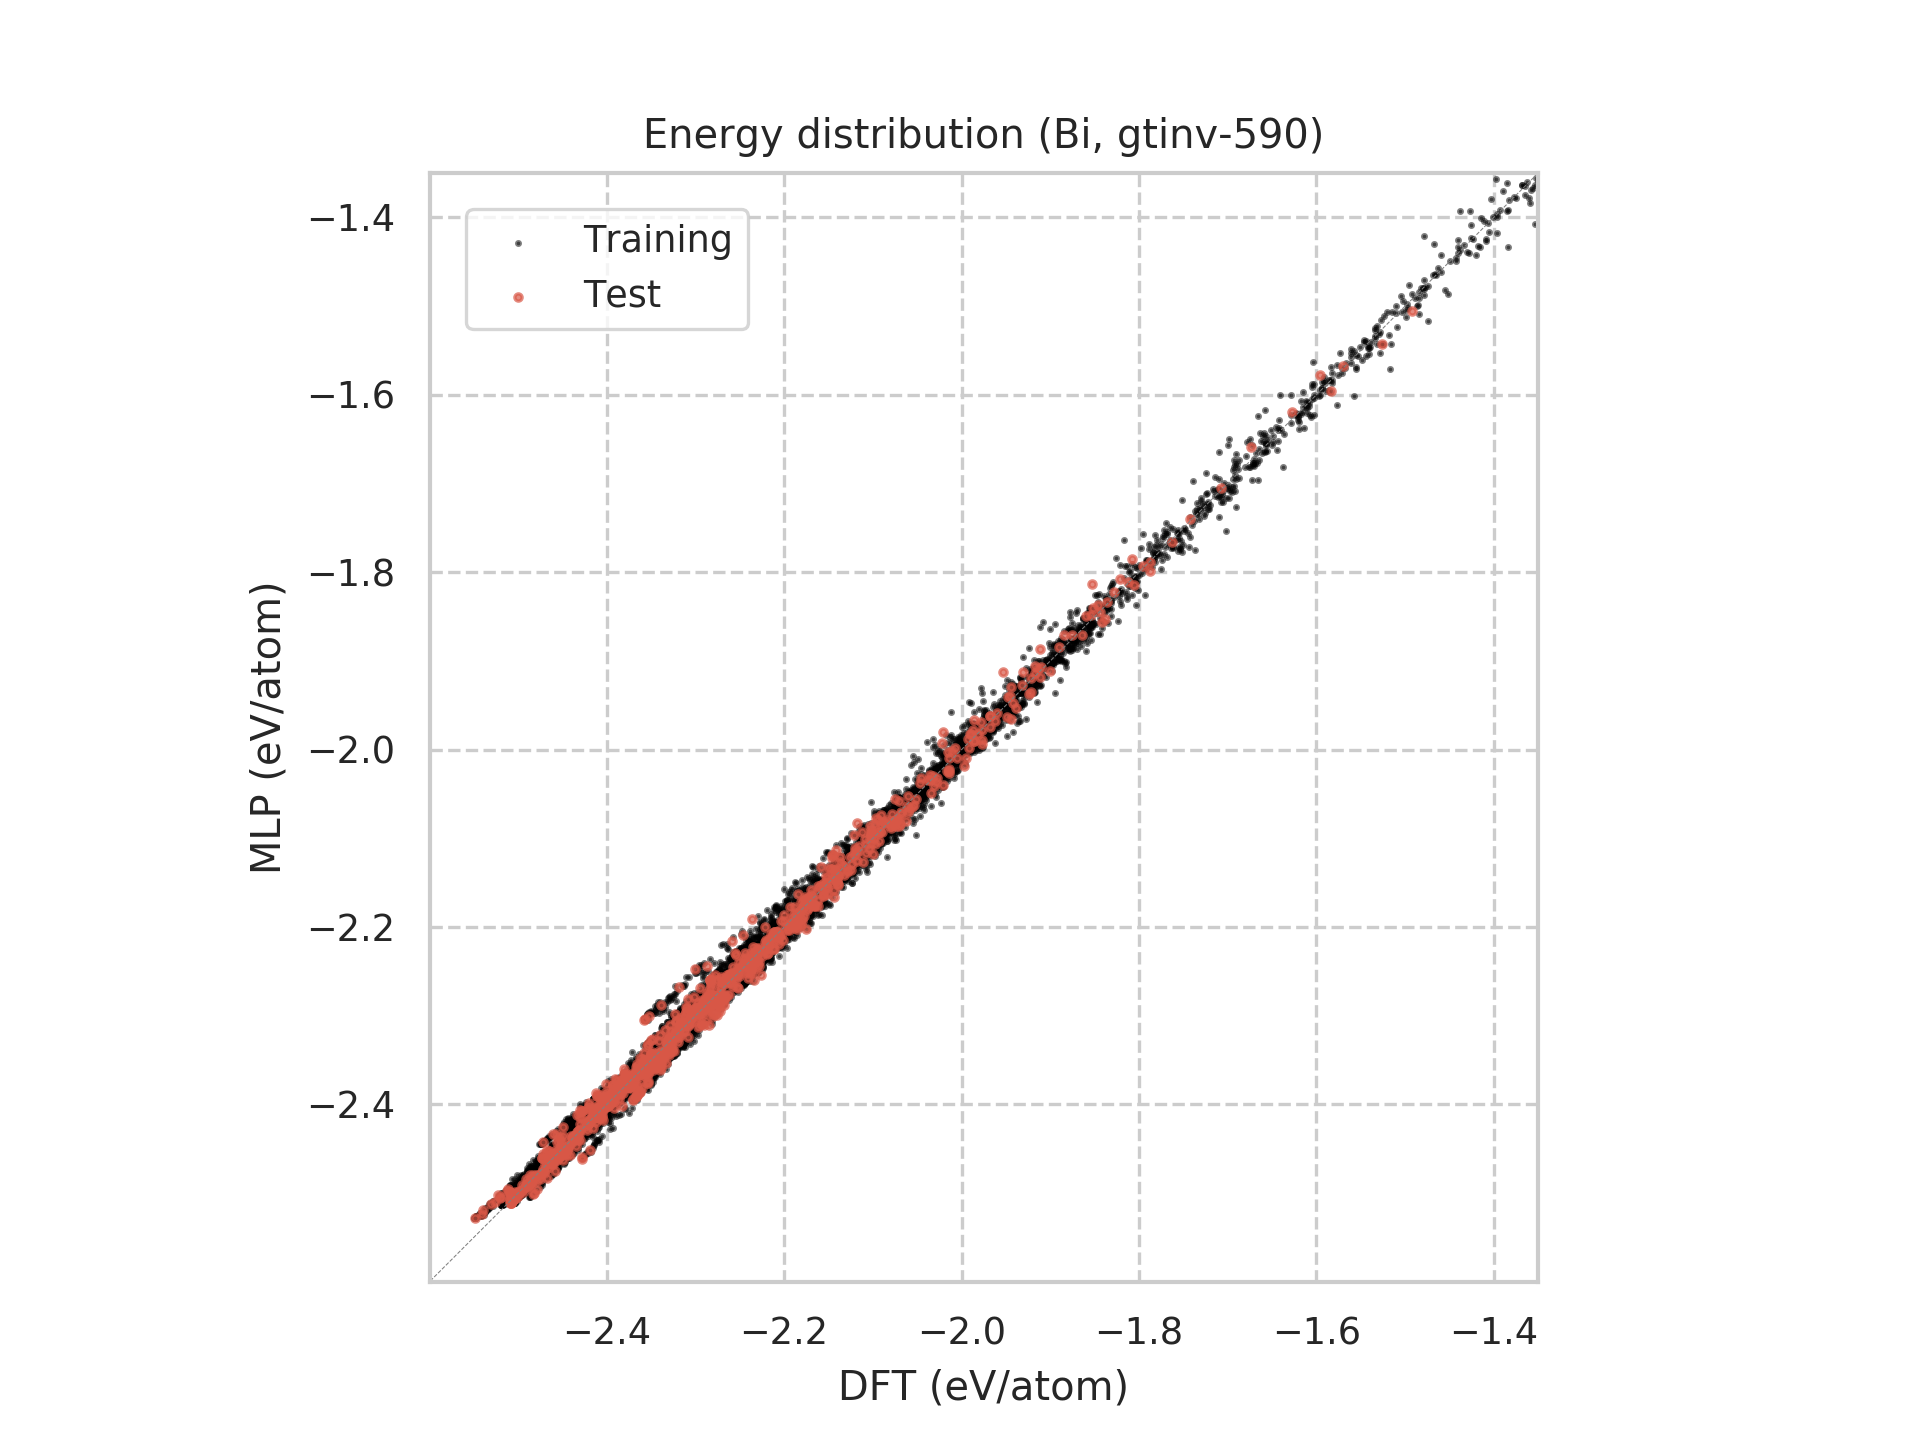 Energy distribution (Bi, gtinv-590)
Training
Test
MLP (eV/atom)
−1.4
−1.6
−1.8
−2.0
−2.2
−2.4
−2.4 −2.2 −2.0 −1.8 −1.6 −1.4
DFT (eV/atom)